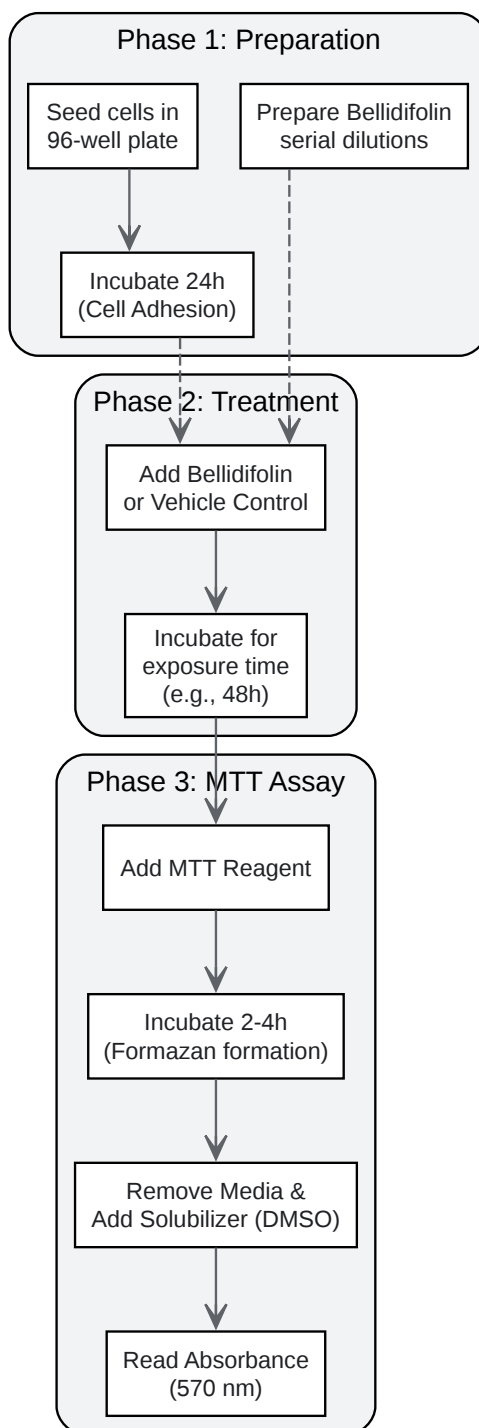 Phase 1: Preparation
Seed cells in
96-well plate
Prepare Bellidifolin
serial dilutions
Incubate 24h
(Cell Adhesion)
Phase 2: Treatment
Add Bellidifolin
or Vehicle Control
Incubate for
exposure time
(e.g., 48h)
Phase 3: MTT Assay
Add MTT Reagent
Incubate 2-4h
(Formazan formation)
Remove Media &
Add Solubilizer (DMSO)
Read Absorbance
(570 nm)